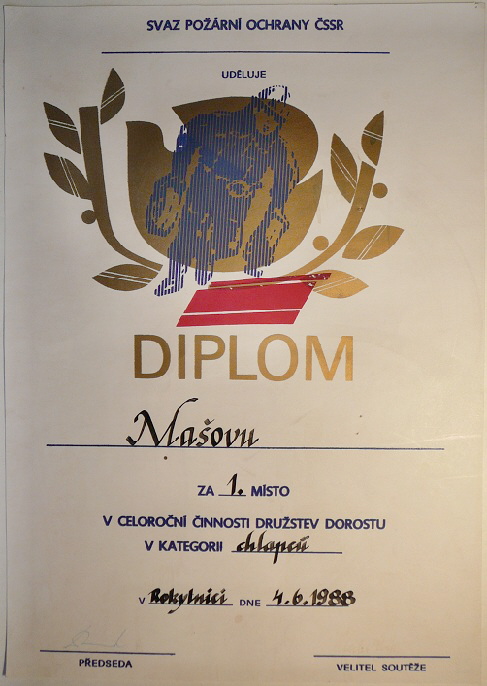 SVAZ POŽÁRNÍ OCHRANY ČSSR
UDĚLUJE
DIPLOM
Mašovu
ZA 1. MÍSTO
V CELOROČNÍ ČINNOSTI DRUŽSTEV DOROSTU
V KATEGORII chlapců
V Rokytnici DNE 4.6.1988
PŘEDSEDA
VELITEL SOUTĚŽE